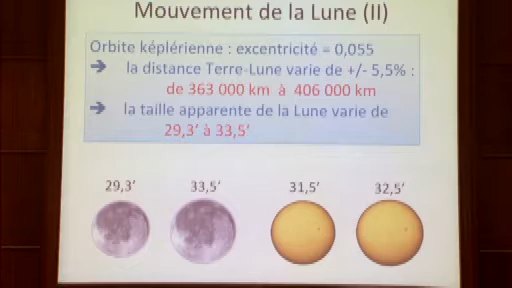 Mouvement de la Lune (II)
Orbite képlérienne : excentricité = 0,055
➔ la distance Terre-Lune varie de +/- 5,5% :
de 363 000 km à 406 000 km
➔ la taille apparente de la Lune varie de
29,3’ à 33,5’
29,3’ 33,5’ 31,5’ 32,5’